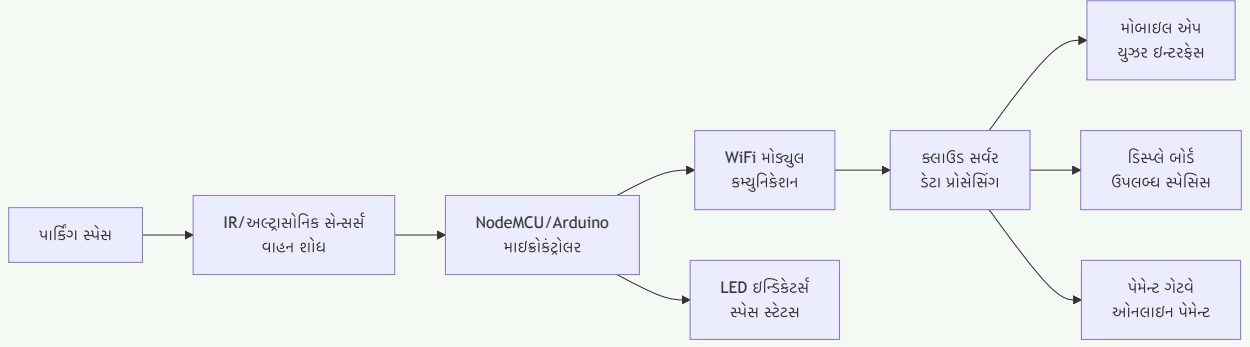 પાર્કિંગ સ્પેસ
IR/અલ્ટ્રાસોનિક સેન્સર્સ
વાહન શોધ
NodeMCU/Arduino
માઇક્રોકંટ્રોલર
WiFi મોડ્યુલ
કમ્યુનિકેશન
LED ઇન્ડિકેટર્સ
સ્પેસ સ્ટેટસ
ક્લાઉડ સર્વર
ડેટા પ્રોસેસિંગ
મોબાઇલ એપ
યુઝર ઇન્ટરફેસ
ડિસ્પ્લે બોર્ડ
ઉપલબ્ધ સ્પેસિસ
પેમેન્ટ ગેટવે
ઓનલાઇન પેમેન્ટ